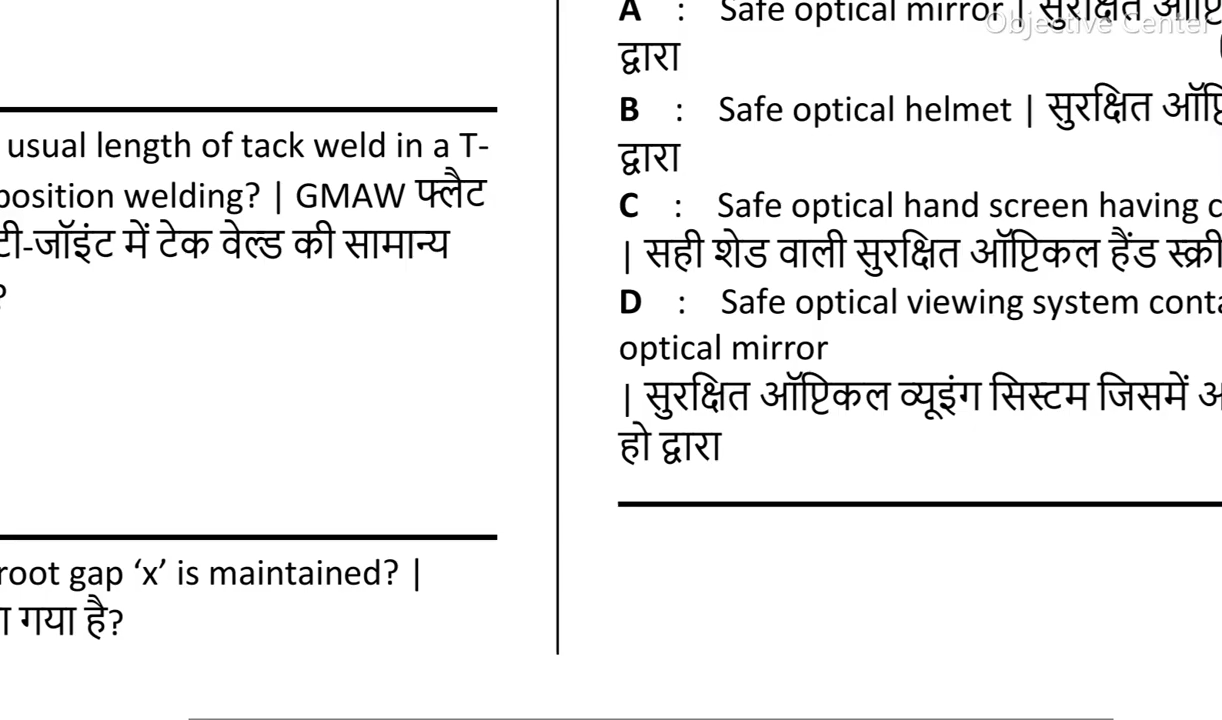 usual length of tack weld in a T-
position welding? | GMAW फ्लैट
टी-जॉइंट में टेक वेल्ड की सामान्य
?
root gap ‘x’ is maintained? |
गया है?
A : Safe optical mirror | सुरक्षित
Objective Center
द्वारा
B : Safe optical helmet | सुरक्षित
द्वारा
C : Safe optical hand screen having
| सही शेड वाली सुरक्षित ऑप्टिकल हैंड
D : Safe optical viewing system
optical mirror
| सुरक्षित ऑप्टिकल व्यूइंग सिस्टम जिसमें
हो द्वारा